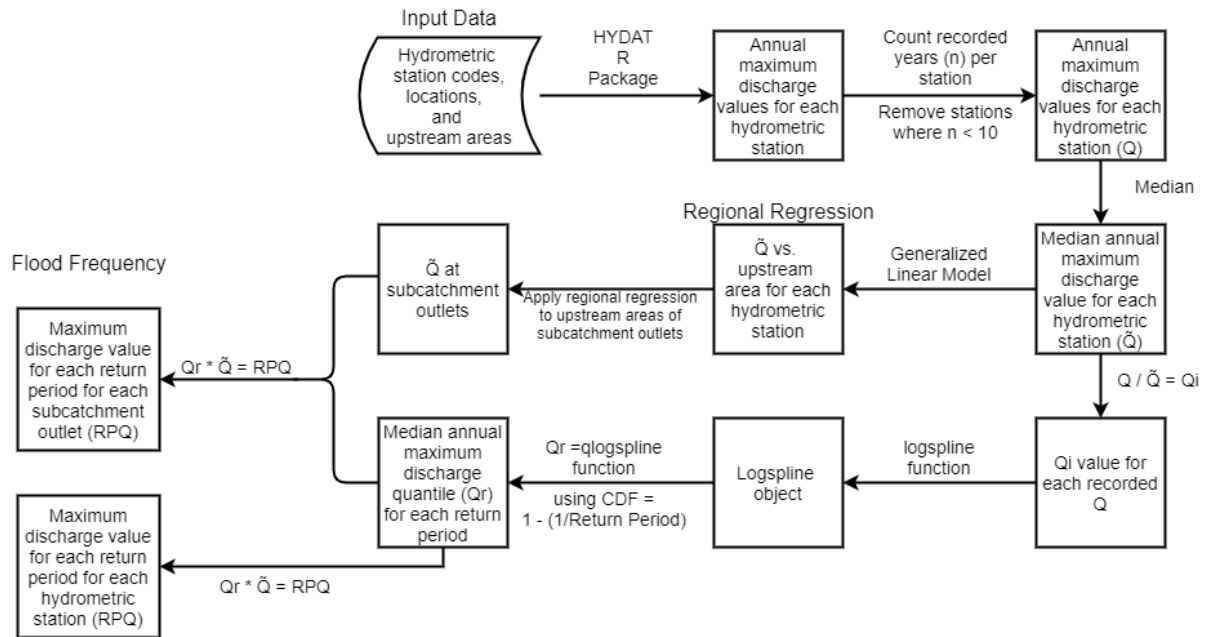 Input Data
Hydrometric
station codes,
locations,
and
upstream areas
HYDAT
R
Package
Annual
maximum
discharge
values for each
hydrometric
station
Count recorded
years (n) per
station
Remove stations
where n < 10
Annual
maximum
discharge
values for each
hydrometric
station (Q)
Median
Median annual
maximum
discharge
value for each
hydrometric
station (Q̃)
Generalized
Linear Model
Regional Regression
Q̃ vs.
upstream
area for each
hydrometric
station
Apply regional regression
to upstream areas of
subcatchment outlets
Q̃ at
subcatchment
outlets
Q / Q̃ = Qi
Qi value for
each recorded
Q
logspline
function
Logspline
object
Qr =qlogspline
function
using CDF =
1 - (1/Return Period)
Median annual
maximum
discharge
quantile (Qr)
for each return
period
Flood Frequency
Qr * Q̃ = RPQ
Maximum
discharge value
for each return
period for each
subcatchment
outlet (RPQ)
Qr * Q̃ = RPQ
Maximum
discharge value
for each return
period for each
hydrometric
station (RPQ)